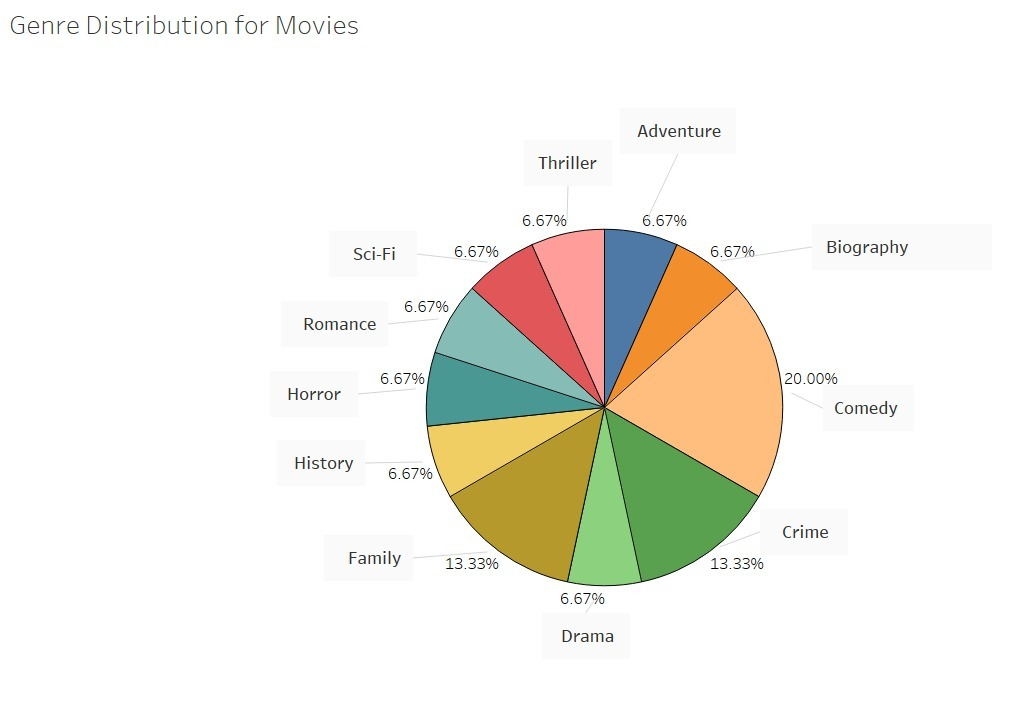 Genre Distribution for Movies
Adventure
Thriller
6.67%
6.67%
Biography
6.67%
Sci-Fi
6.67%
Romance
6.67%
Horror
6.67%
20.00%
Comedy
History
6.67%
Crime
13.33%
Family
13.33%
6.67%
Drama